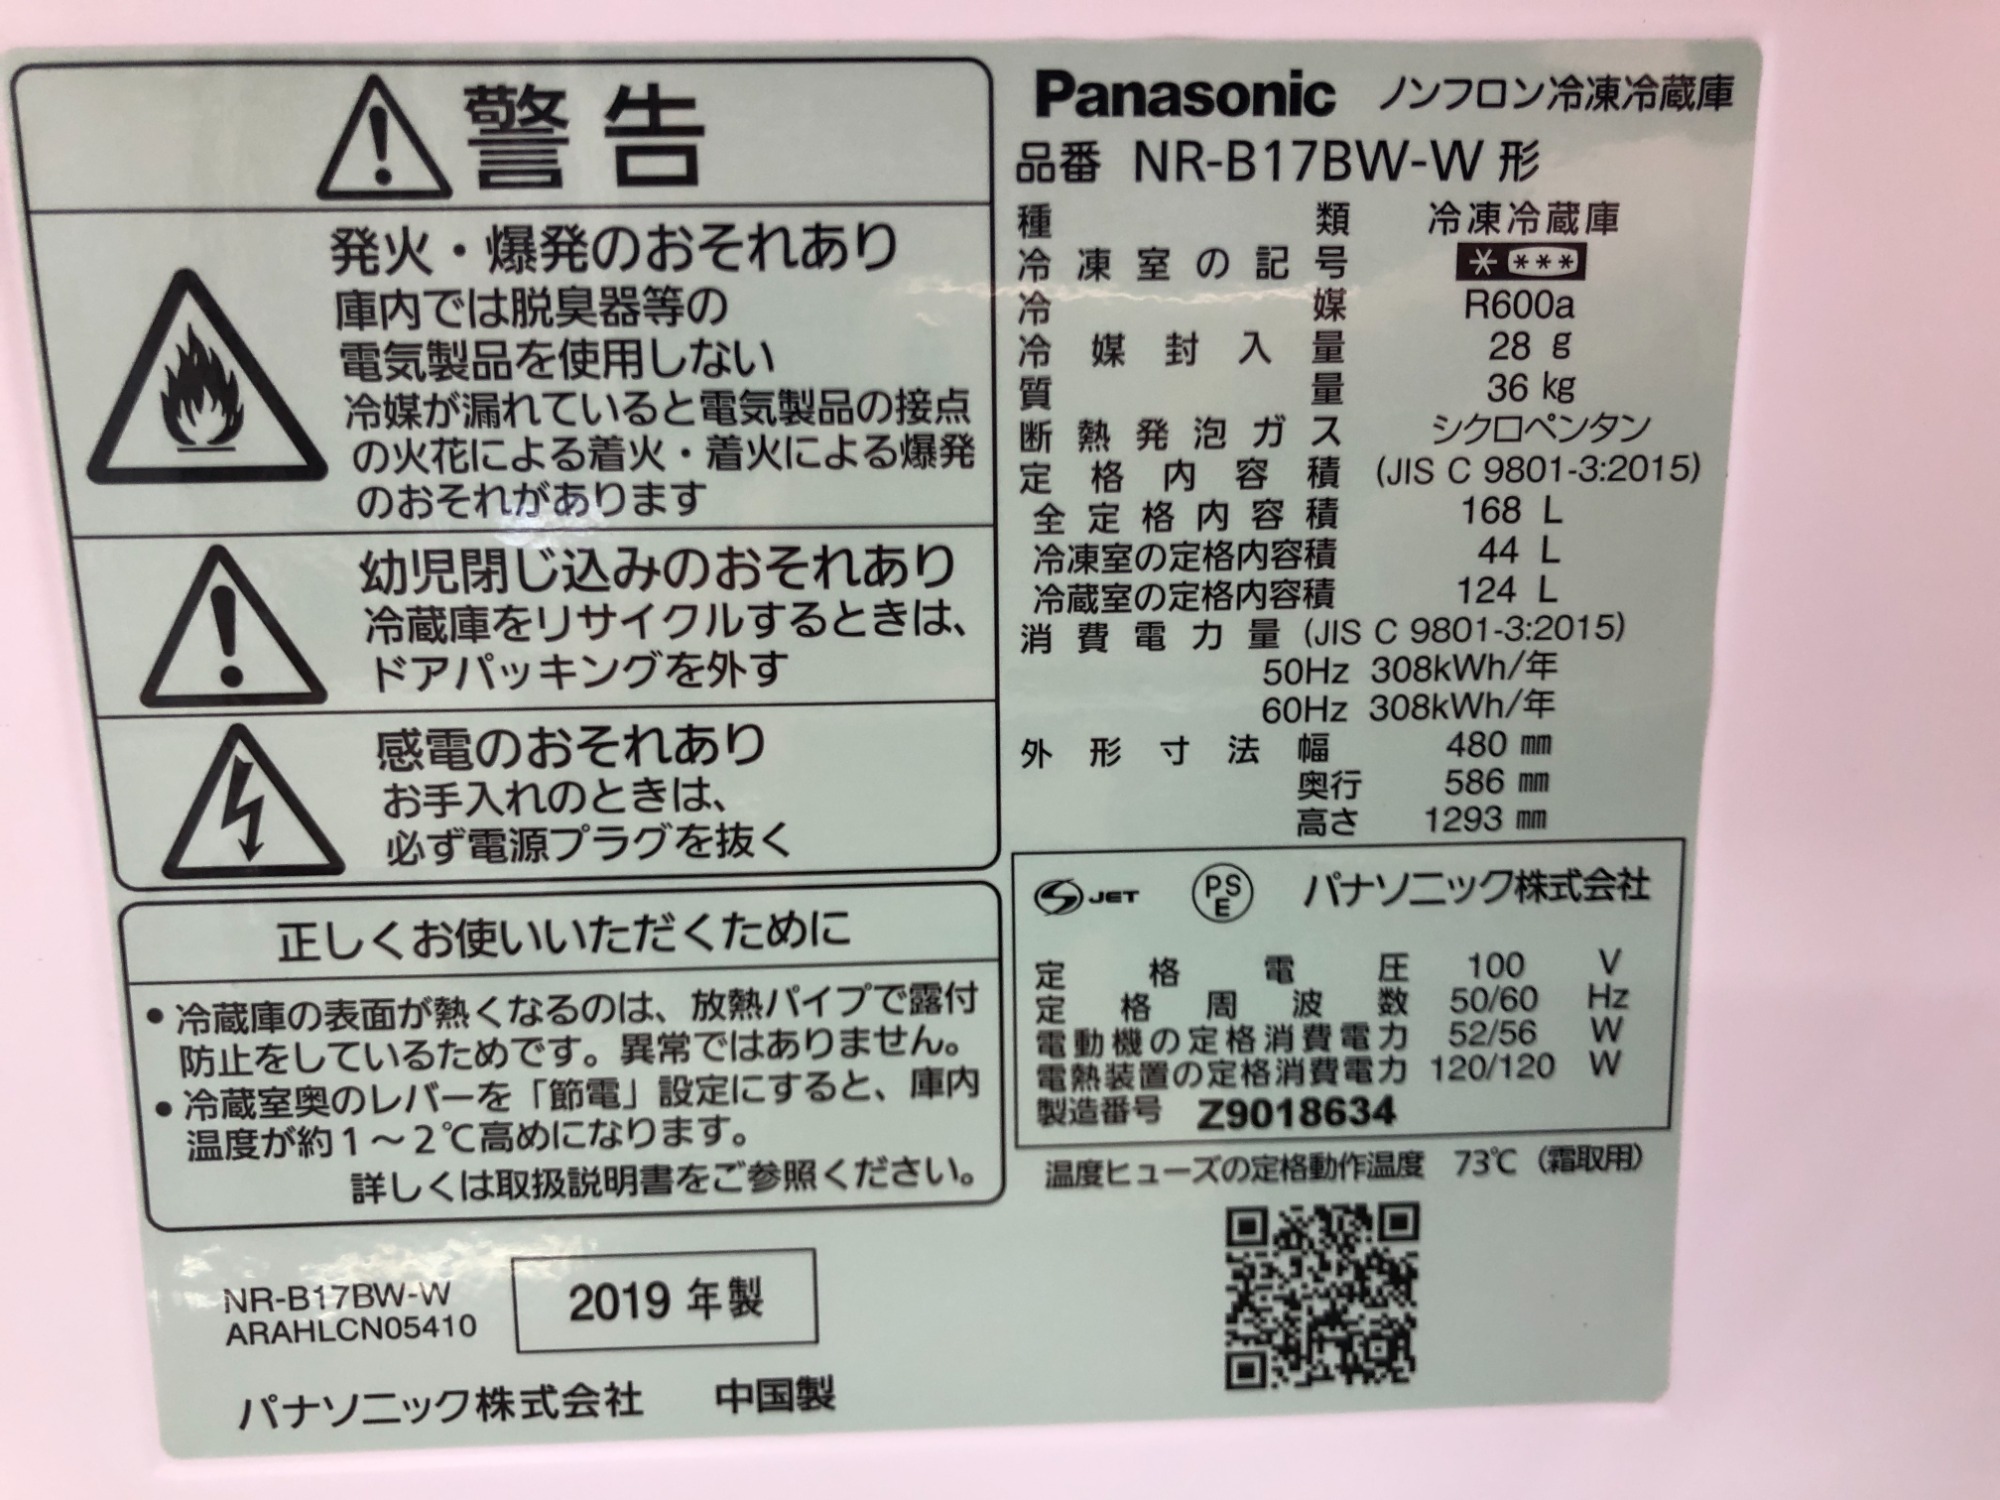 警告
発火・爆発のおそれあり
庫内では脱臭器等の
電気製品を使用しない
冷媒が漏れていると電気製品の接点
の火花による着火・着火による爆発
のおそれがあります
幼児閉じ込みのおそれあり
冷蔵庫をリサイクルするときは、
ドアパッキングを外す
感電のおそれあり
お手入れのときは、
必ず電源プラグを抜く
正しくお使いいただくために
・冷蔵庫の表面が熱くなるのは、放熱パイプで露付
防止をしているためです。異常ではありません。
・冷蔵室奥のレバーを「節電」設定にすると、庫内
温度が約1～2℃高めになります。
詳しくは取扱説明書をご参照ください。
NR-B17BW-W
ARAHLCN05410
2019 年製
パナソニック株式会社 中国製
Panasonic ノンフロン冷凍冷蔵庫
品番 NR-B17BW-W 形
種類 冷凍冷蔵庫
冷凍室の記号 * ***
冷媒 R600a
冷媒封入量 28 g
質量 36 kg
断熱発泡ガス シクロペンタン
定格内容積 (JIS C 9801-3:2015)
全定格内容積 168 L
冷凍室の定格内容積 44 L
冷蔵室の定格内容積 124 L
消費電力量 (JIS C 9801-3:2015)
50Hz 308kWh/年
60Hz 308kWh/年
外形寸法 幅 480 mm
奥行 586 mm
高さ 1293 mm
S JET PSE パナソニック株式会社
定格電圧 100 V
定格周波数 50/60 Hz
電動機の定格消費電力 52/56 W
電熱装置の定格消費電力 120/120 W
製造番号 Z9018634
温度ヒューズの定格動作温度 73℃ (霜取用)